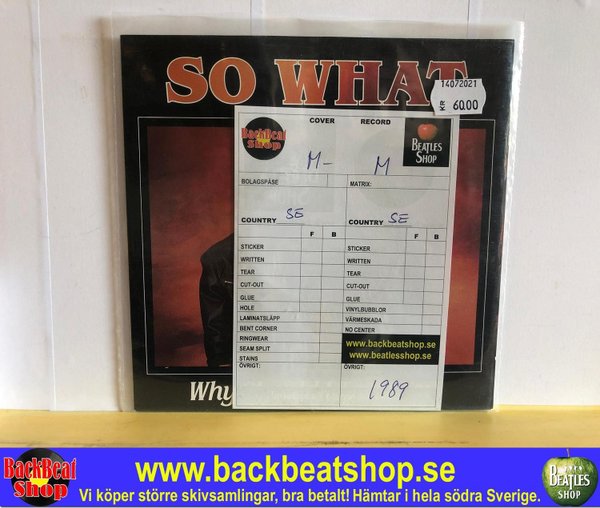 SO WHAT
14072021
KR 60.00
COVER RECORD
BackBeat Shop
BEATLES SHOP
M- M
BOLAGSPÅSE MATRIX:
COUNTRY SE COUNTRY SE
F B F B
STICKER STICKER
WRITTEN WRITTEN
TEAR TEAR
CUT-OUT CUT-OUT
GLUE GLUE
HOLE VINYLBUBBLOR
LAMINATSLÄPP VÄRMESKADA
BENT CORNER NO CENTER
RINGWEAR www.backbeatshop.se
SEAM SPLIT www.beatlesshop.se
STAINS
ÖVRIGT: ÖVRIGT:
1989
Why
BackBeat Shop www.backbeatshop.se BEATLES SHOP
Vi köper större skivsamlingar, bra betalt! Hämtar i hela södra Sverige.